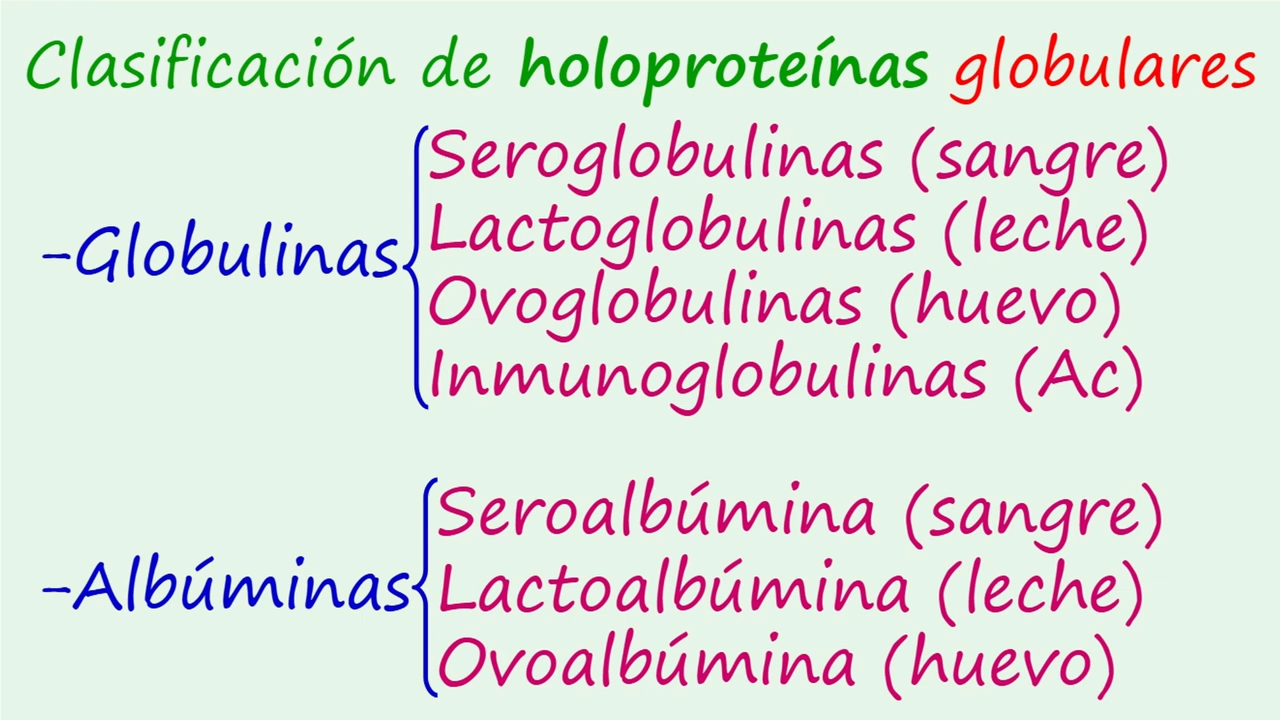 Clasificación de holoproteínas globulares
-Globulinas
Seroglobulinas (sangre)
Lactoglobulinas (leche)
Ovoglobulinas (huevo)
Inmunoglobulinas (Ac)
-Albúminas
Seroalbúmina (sangre)
Lactoalbúmina (leche)
Ovoalbúmina (huevo)